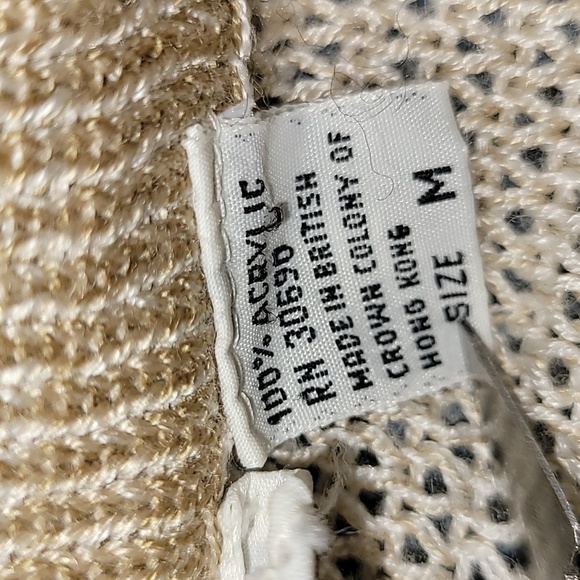 100% ACRYLIC
RN 30696
MADE IN BRITISH
CROWN COLONY OF
HONG KONG
SIZE M